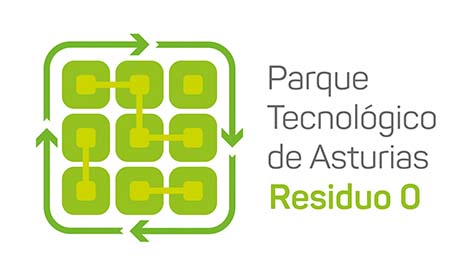 Parque
Tecnológico
de Asturias
Residuo 0